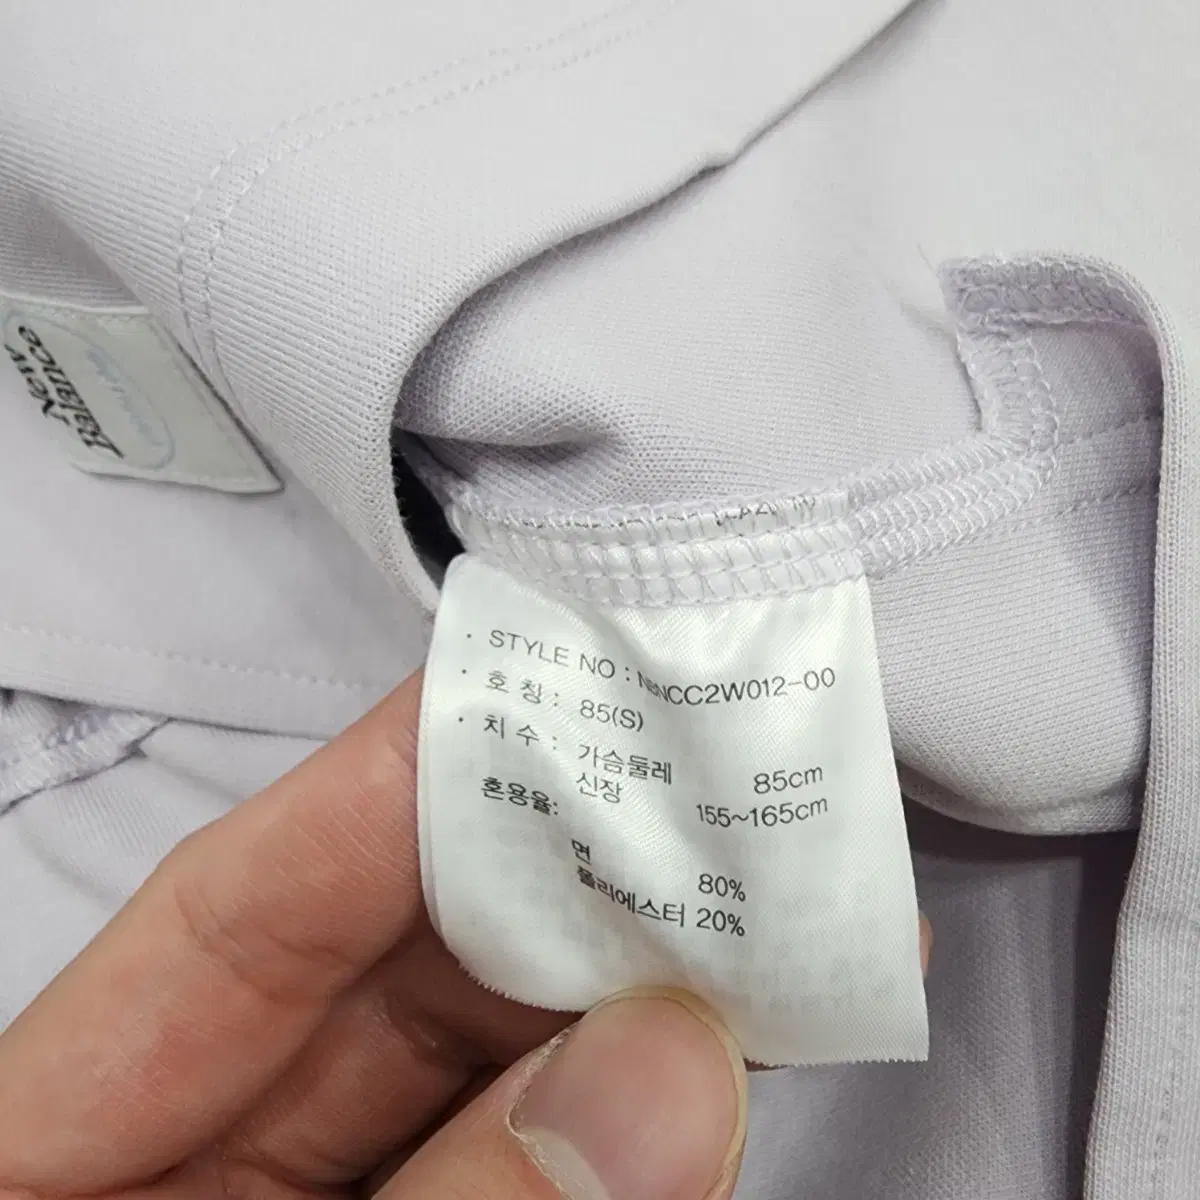 New
Balance
· STYLE NO : NBNCC2W012-00
· 호 칭 : 85(S)
· 치 수 : 가슴둘레 85cm
신장 155~165cm
혼용율:
면 80%
폴리에스터 20%